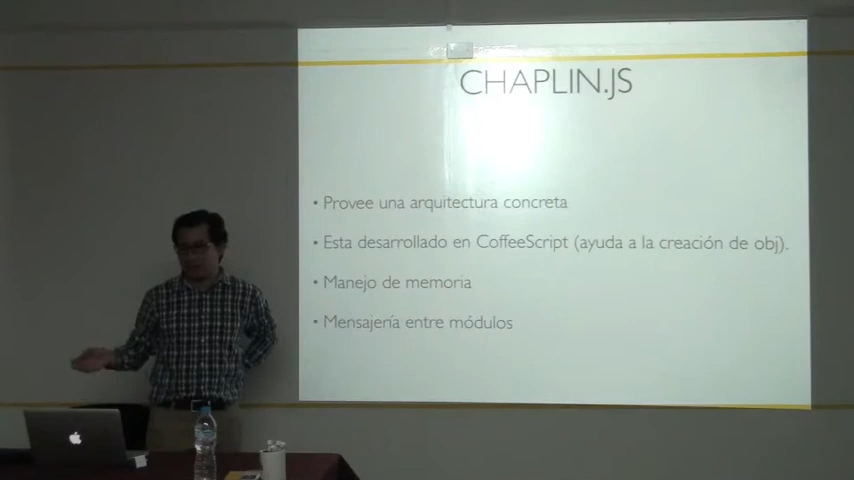 CHAPLIN.JS
• Provee una arquitectura concreta
• Esta desarrollado en CoffeeScript (ayuda a la creación de obj).
• Manejo de memoria
• Mensajería entre módulos